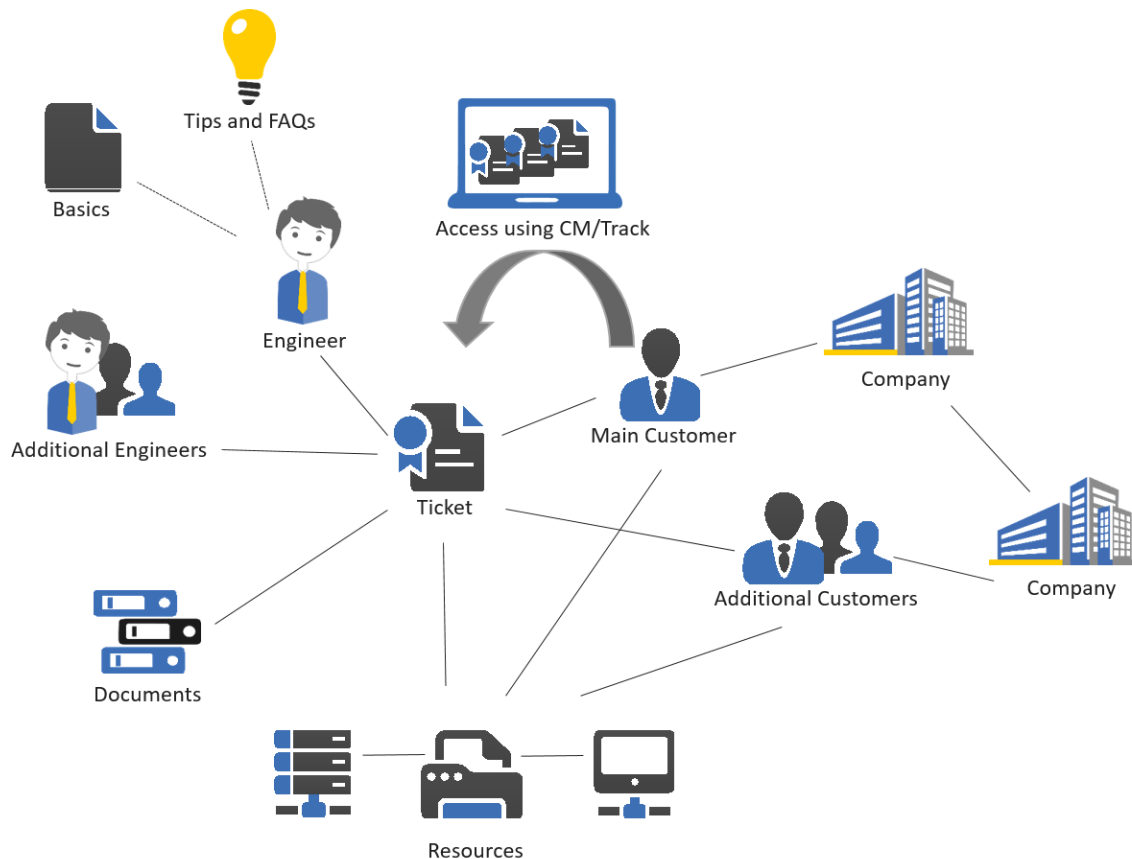 Tips and FAQs
Basics
Access using CM/Track
Engineer
Company
Additional Engineers
Main Customer
Ticket
Additional Customers
Company
Documents
Resources